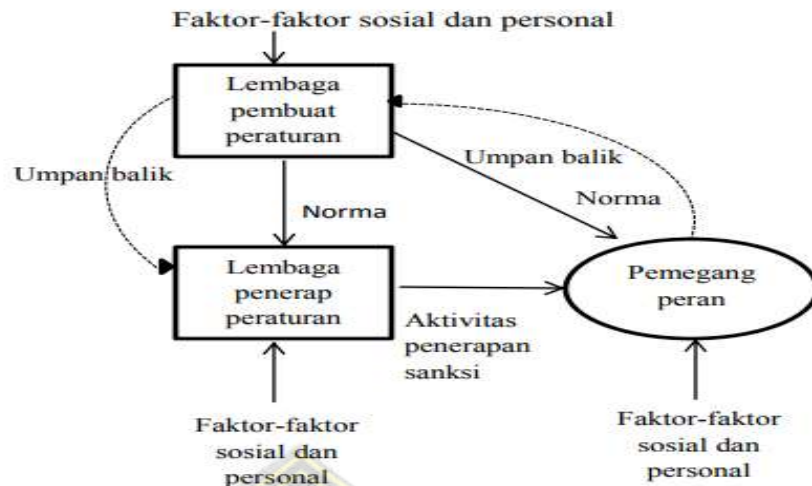 Faktor-faktor sosial dan personal
Lembaga
pembuat
peraturan
Umpan balik
Umpan balik
Norma
Norma
Lembaga
penerap
peraturan
Pemegang
peran
Aktivitas
penerapan
sanksi
Faktor-faktor
sosial dan
personal
Faktor-faktor
sosial dan
personal